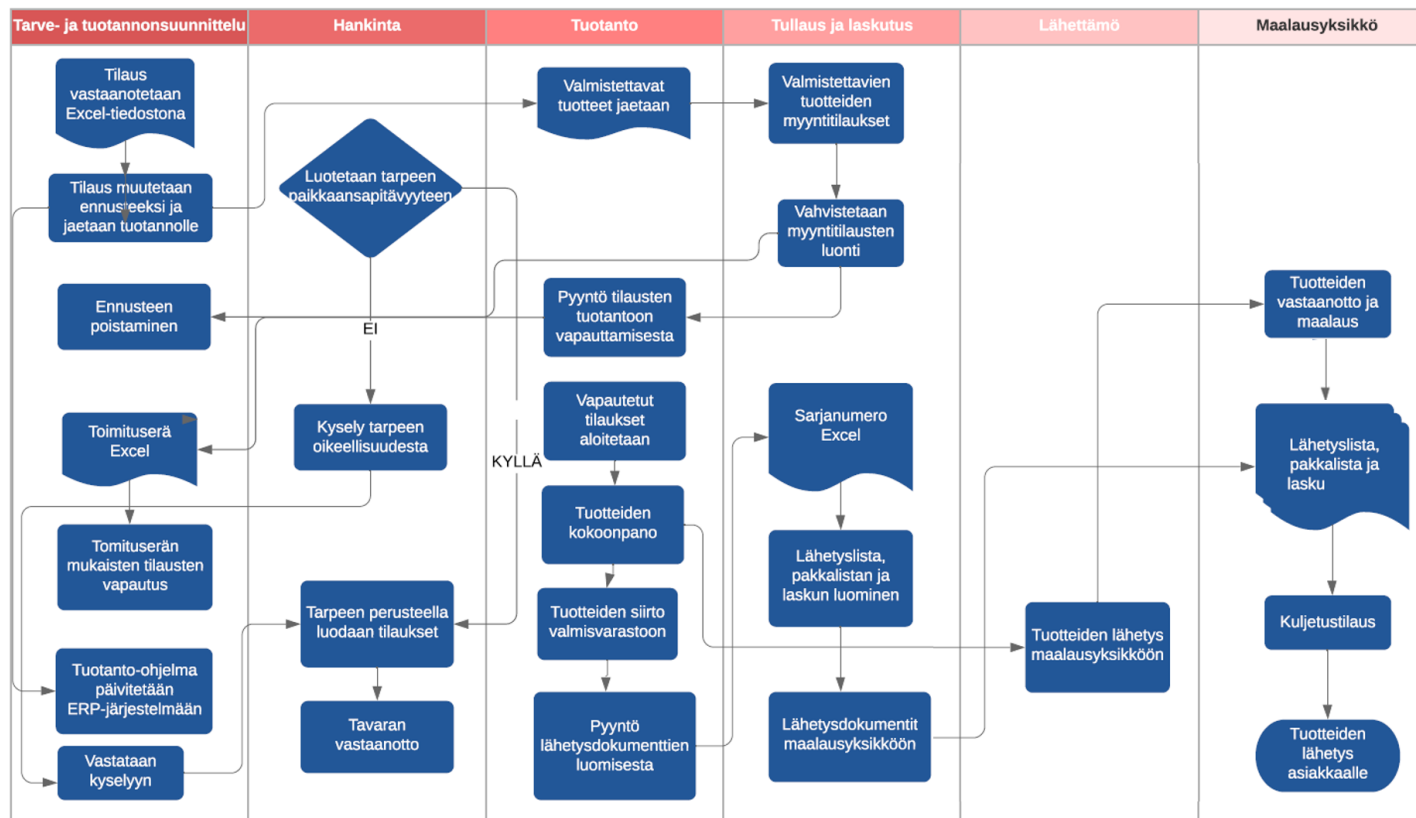 Tarve- ja tuotannonsuunnittelu
Hankinta
Tuotanto
Tullaus ja laskutus
Lähettämö
Maalausyksikkö
Tilaus
vastaanotetaan
Excel-tiedostona
Tilaus muutetaan
ennusteeksi ja
jaetaan tuotannolle
Ennusteen
poistaminen
Toimituserä
Excel
Tomituserän
mukaisten tilausten
vapautus
Tuotanto-ohjelma
päivitetään
ERP-järjestelmään
Vastataan
kyselyyn
Luotetaan tarpeen
paikkaansapitävyyteen
EI
Kysely tarpeen
oikeellisuudesta
KYLLÄ
Tarpeen perusteella
luodaan tilaukset
Tavaran
vastaanotto
Valmistettavat
tuotteet jaetaan
Pyyntö tilausten
tuotantoon
vapauttamisesta
Vapautetut
tilaukset
aloitetaan
Tuotteiden
kokoonpano
Tuotteiden siirto
valmisvarastoon
Pyyntö
lähetysdokumenttien
luomisesta
Valmistettavien
tuotteiden
myyntitilaukset
Vahvistetaan
myyntitilausten
luonti
Sarjanumero
Excel
Lähetyslista,
pakkalistan ja
laskun luominen
Lähetysdokumentit
maalausyksikköön
Tuotteiden lähetys
maalausyksikköön
Tuotteiden
vastaanotto ja
maalaus
Lähetyslista,
pakkalista ja
lasku
Kuljetustilaus
Tuotteiden
lähetys
asiakkaalle